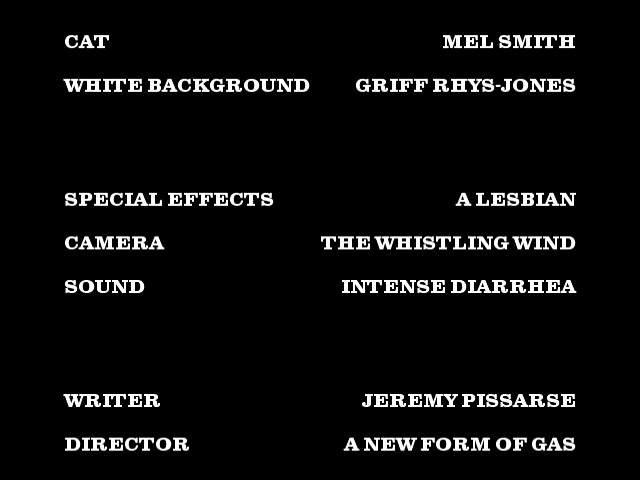 CAT MEL SMITH
WHITE BACKGROUND GRIFF RHYS-JONES
SPECIAL EFFECTS A LESBIAN
CAMERA THE WHISTLING WIND
SOUND INTENSE DIARRHEA
WRITER JEREMY PISSARSE
DIRECTOR A NEW FORM OF GAS